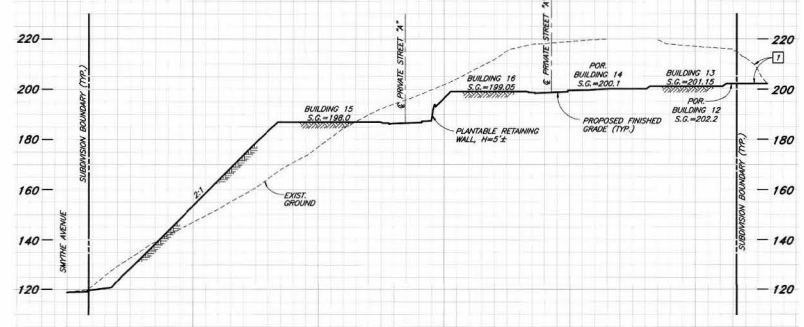 220
200
180
160
140
120
SMYTHE AVENUE
SUBDIVISION BOUNDARY (TYP.)
2:1
EXIST.
GROUND
BUILDING 15
S.G.=198.0
℄ PRIVATE STREET "A"
PLANTABLE RETAINING
WALL, H=5'±
BUILDING 16
S.G.=199.05
℄ PRIVATE STREET "A"
POR.
BUILDING 14
S.G.=200.1
PROPOSED FINISHED
GRADE (TYP.)
BUILDING 13
S.G.=201.15
POR.
BUILDING 12
S.G.=202.2
SUBDIVISION BOUNDARY (TYP.)
1
220
200
180
160
140
120